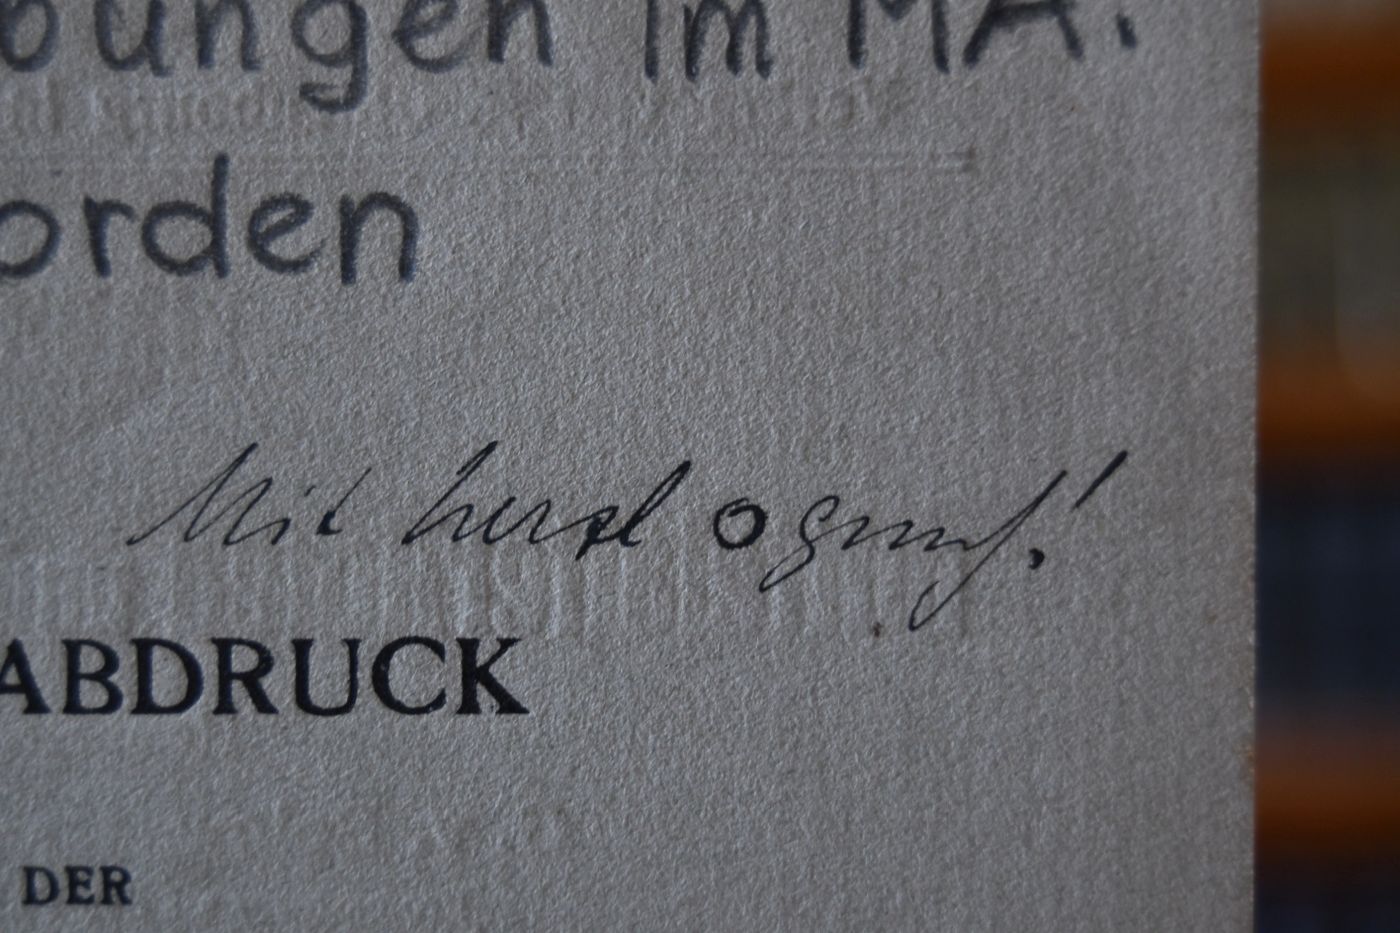 bungen im MA.
orden
Mit herzl Gruß!
ABDRUCK
DER